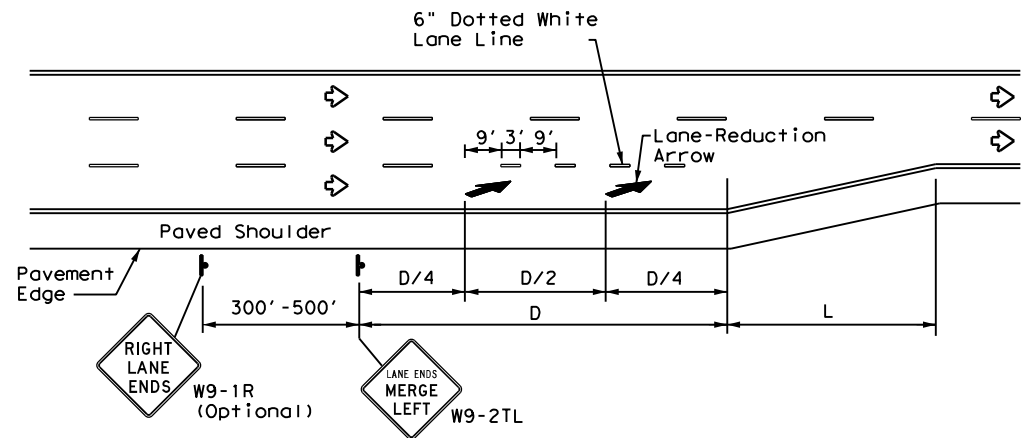 6" Dotted White
Lane Line
9' 3' 9'
Lane-Reduction
Arrow
Paved Shoulder
Pavement
Edge
D/4 D/2 D/4
300'-500' D L
RIGHT
LANE
ENDS
W9-1R
(Optional)
LANE ENDS
MERGE
LEFT
W9-2TL